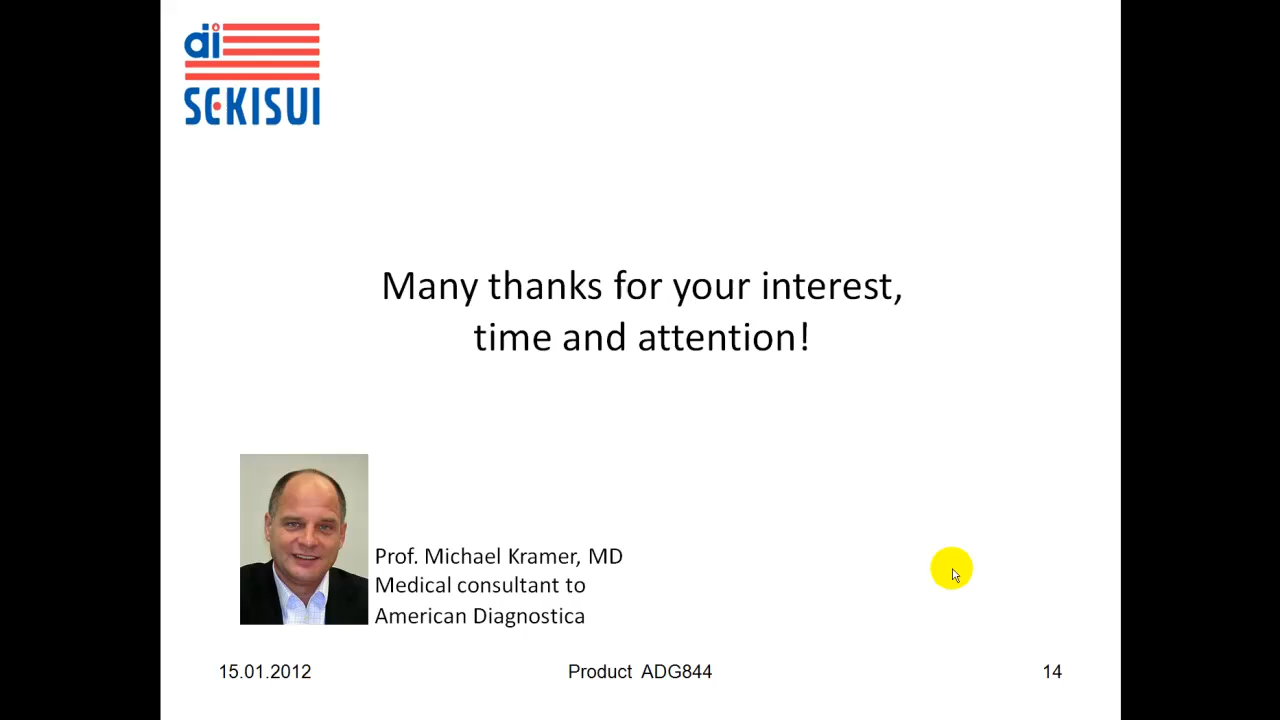 ai
SEKISUI
Many thanks for your interest,
time and attention!
Prof. Michael Kramer, MD
Medical consultant to
American Diagnostica
15.01.2012 Product ADG844 14